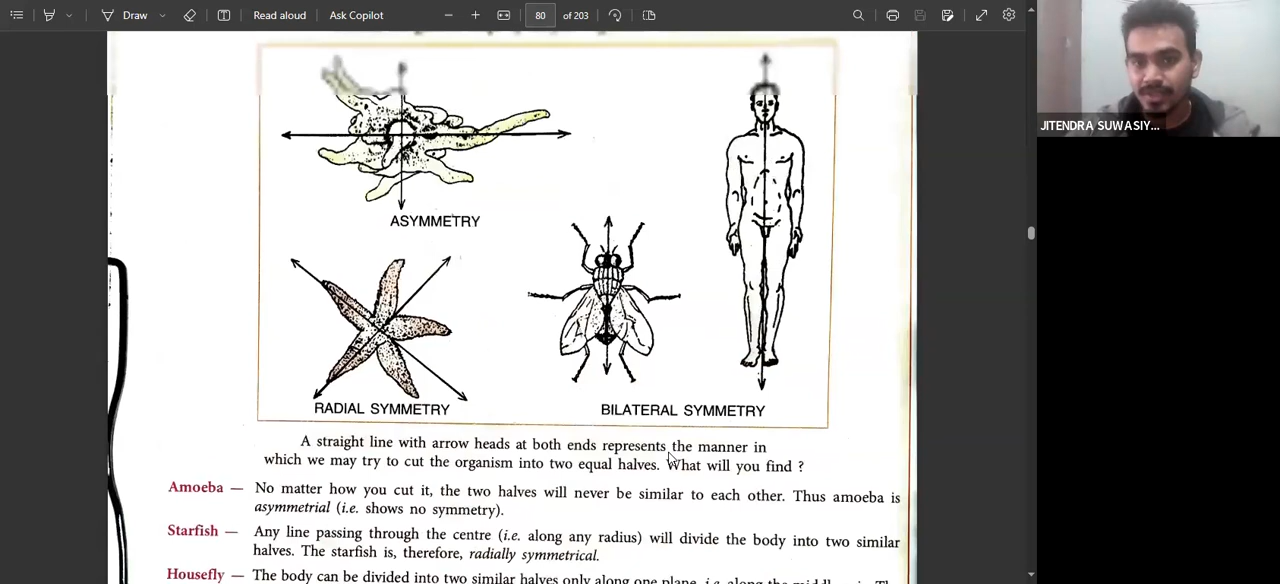 Draw
Read aloud
Ask Copilot
80 of 203
JITENDRA SUWASIY...
ASYMMETRY
RADIAL SYMMETRY
BILATERAL SYMMETRY
A straight line with arrow heads at both ends represents the manner in
which we may try to cut the organism into two equal halves. What will you find ?
Amoeba — No matter how you cut it, the two halves will never be similar to each other. Thus amoeba is
asymmetrial (i.e. shows no symmetry).
Starfish — Any line passing through the centre (i.e. along any radius) will divide the body into two similar
halves. The starfish is, therefore, radially symmetrical.
Housefly — The body can be divided into two similar halves only along one plane, i.e. along the